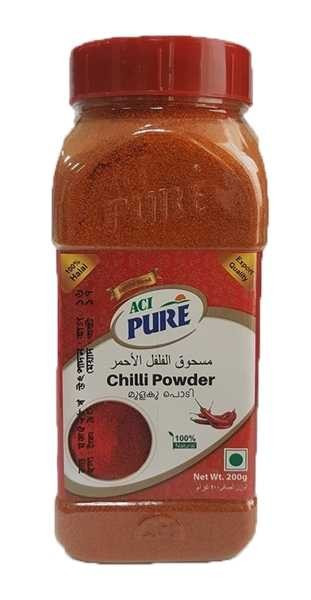 PURE
100%
Halal
Export
Quality
ACI
PURE
مسحوق الفلفل الأحمر
Chilli Powder
മുളകു പൊടി
100%
Natural
Net Wt. 200g